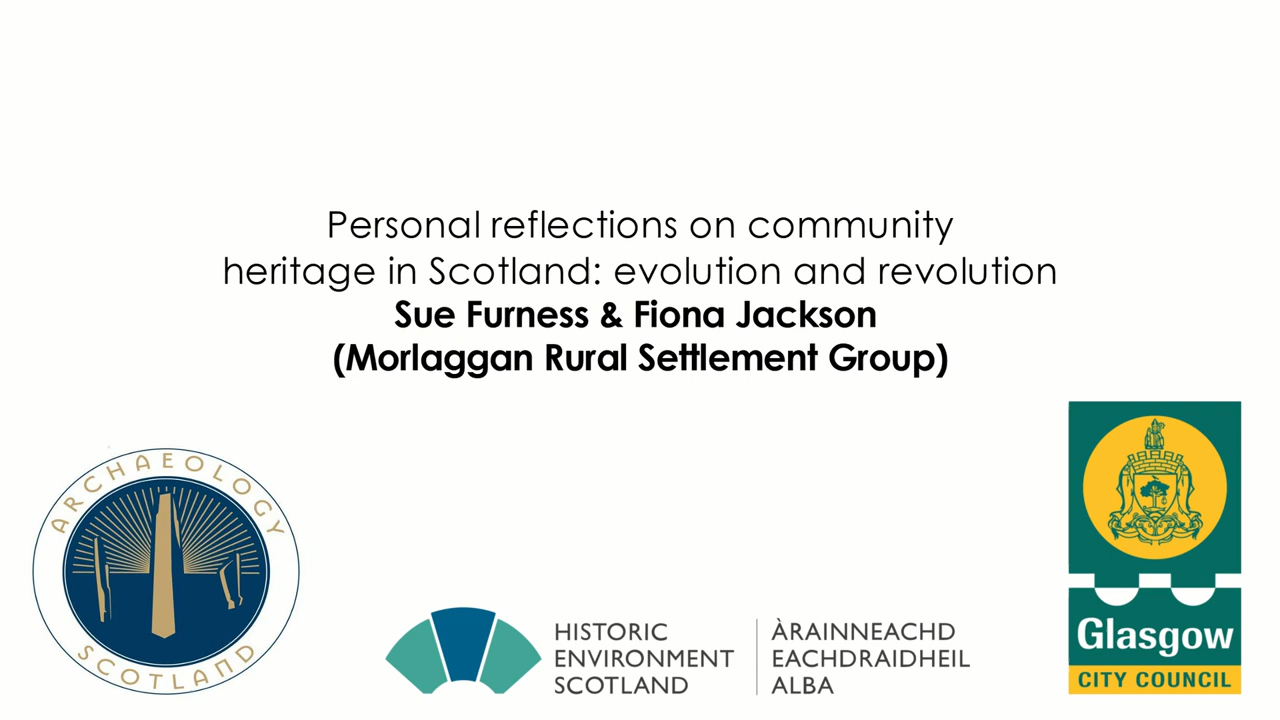 Personal reflections on community
heritage in Scotland: evolution and revolution
Sue Furness & Fiona Jackson
(Morlaggan Rural Settlement Group)
ARCHAEOLOGY
SCOTLAND
HISTORIC
ENVIRONMENT
SCOTLAND
ÀRAINNEACHD
EACHDRAIDHEIL
ALBA
Glasgow
CITY COUNCIL